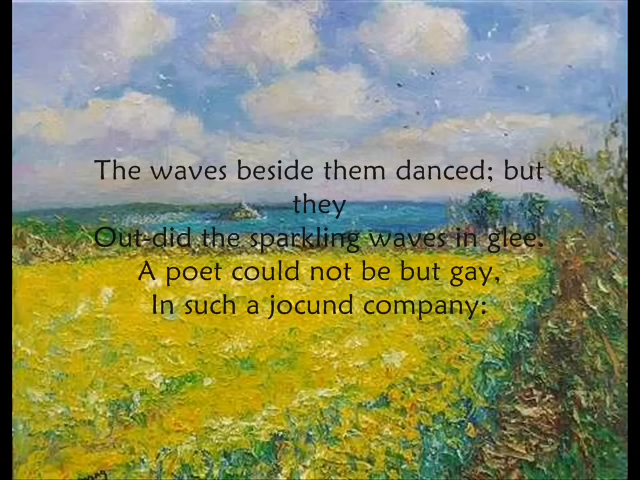 The waves beside them danced; but
they
Out-did the sparkling waves in glee.
A poet could not be but gay,
In such a jocund company: